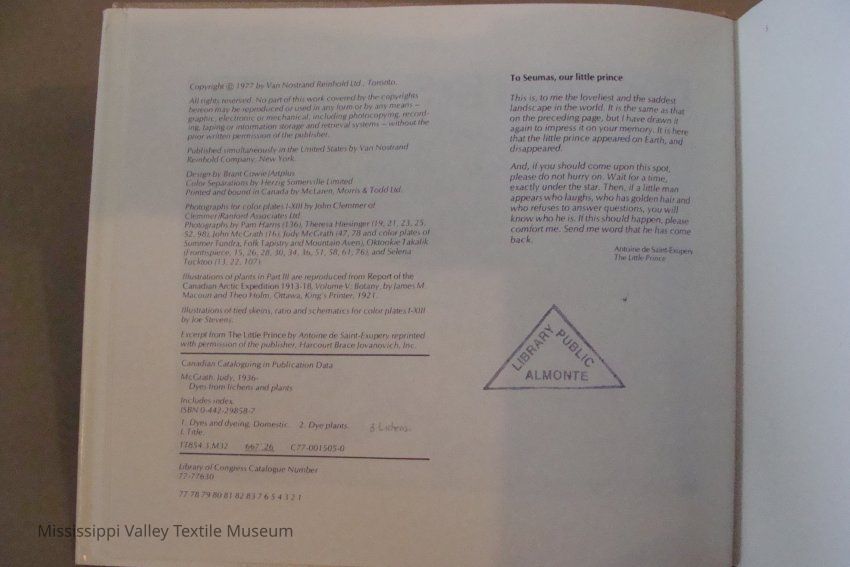 Copyright © 1977 by Van Nostrand Reinhold Ltd., Toronto.
All rights reserved. No part of this work covered by the copyrights
hereon may be reproduced or used in any form or by any means —
graphic, electronic or mechanical, including photocopying, record-
ing, taping or information storage and retrieval systems — without the
prior written permission of the publisher.
Published simultaneously in the United States by Van Nostrand
Reinhold Company, New York.
Design by Brant Cowie/Artplus
Color Separations by Herzig Somerville Limited
Printed and bound in Canada by McLaren, Morris & Todd Ltd.
Photographs for color plates I-XIII by John Clemmer of
Clemmer/Ranford Associates Ltd.
Photographs by Pam Harris (136), Theresa Haesinger (19, 21, 23, 25,
52, 98), John McGrath (16), Judy McGrath (47, 78 and color plates of
Summer Tundra, Folk Tapistry and Mountain Aven), Oktookie Takalik
(Frontispiece, 15, 26, 28, 30, 34, 36, 51, 58, 61, 76), and Selena
Tucktoo (13, 22, 107).
Illustrations of plants in Part III are reproduced from Report of the
Canadian Arctic Expedition 1913-18, Volume V: Botany, by James M.
Macoun and Theo Holm, Ottawa, King's Printer, 1921.
Illustrations of tied skeins, ratio and schematics for color plates I-XIII
by Joe Stevens.
Excerpt from The Little Prince by Antoine de Saint-Exupery reprinted
with permission of the publisher, Harcourt Brace Jovanovich, Inc.
Canadian Cataloguing in Publication Data
McGrath, Judy, 1936-
Dyes from lichens and plants
Includes index.
ISBN 0-442-29858-7
1. Dyes and dyeing, Domestic. 2. Dye plants. 3. Lichens
I. Title.
TT854.3.M32 667'.26 C77-001505-0
Library of Congress Catalogue Number
77-77630
77 78 79 80 81 82 83 7 6 5 4 3 2 1
To Seumas, our little prince
This is, to me the loveliest and the saddest
landscape in the world. It is the same as that
on the preceding page, but I have drawn it
again to impress it on your memory. It is here
that the little prince appeared on Earth, and
disappeared.
And, if you should come upon this spot,
please do not hurry on. Wait for a time,
exactly under the star. Then, if a little man
appears who laughs, who has golden hair and
who refuses to answer questions, you will
know who he is. If this should happen, please
comfort me. Send me word that he has come
back.
Antoine de Saint-Exupery
The Little Prince
LIBRARY PUBLIC
ALMONTE
Mississippi Valley Textile Museum